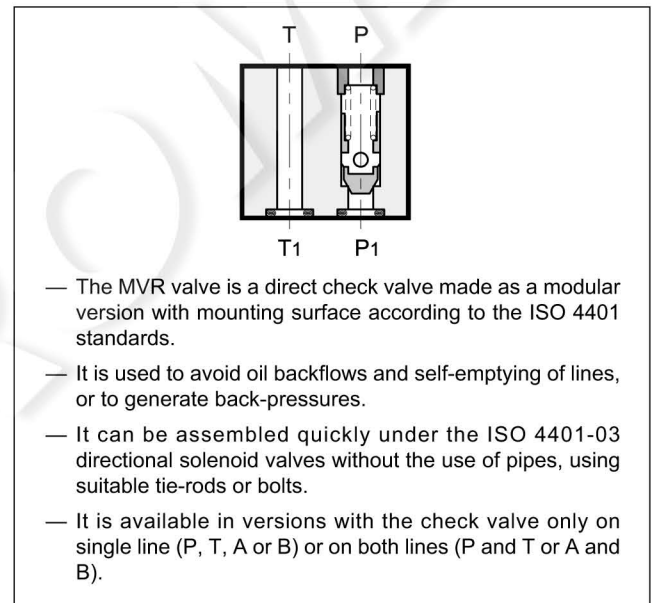 T P
T1 P1
— The MVR valve is a direct check valve made as a modular
version with mounting surface according to the ISO 4401
standards.
— It is used to avoid oil backflows and self-emptying of lines,
or to generate back-pressures.
— It can be assembled quickly under the ISO 4401-03
directional solenoid valves without the use of pipes, using
suitable tie-rods or bolts.
— It is available in versions with the check valve only on
single line (P, T, A or B) or on both lines (P and T or A and
B).